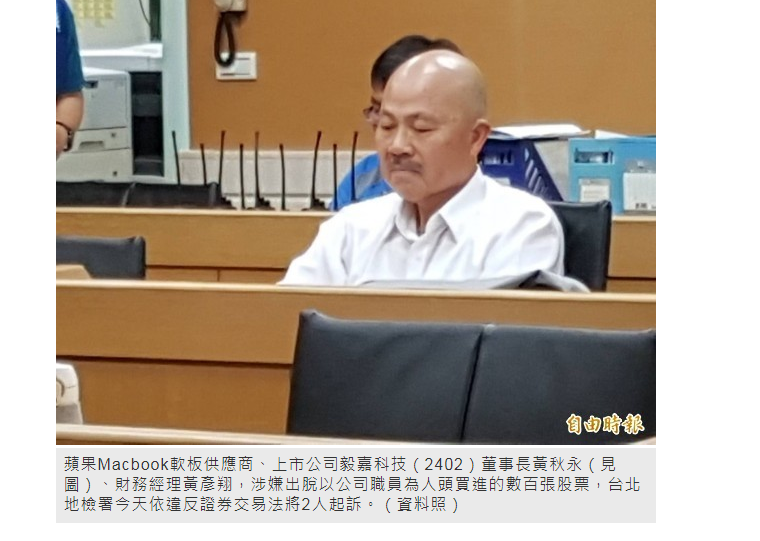 自由時報
蘋果Macbook軟板供應商、上市公司毅嘉科技（2402）董事長黃秋永（見
圖）、財務經理黃彥翔，涉嫌出脫以公司職員為人頭買進的數百張股票，台北
地檢署今天依違反證券交易法將2人起訴。（資料照）